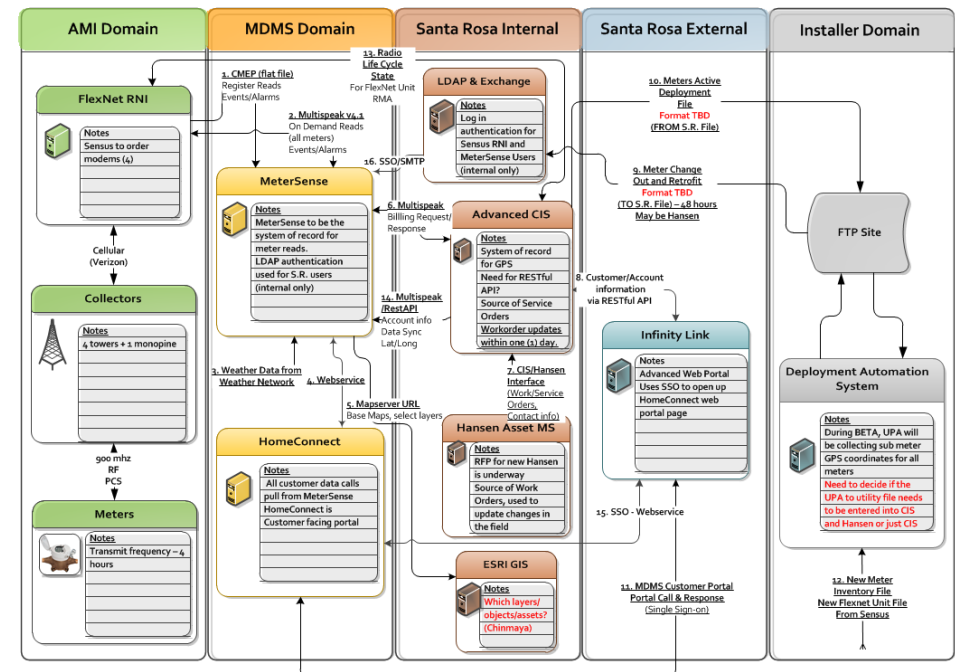 AMI Domain
MDMS Domain
Santa Rosa Internal
Santa Rosa External
Installer Domain
FlexNet RNI
Notes
Sensus to order
modems (4)
Cellular
(Verizon)
Collectors
Notes
4 towers + 1 monopine
900 mhz
RF
PCS
Meters
Notes
Transmit frequency – 4
hours
1. CMEP (flat file)
Register Reads
Events/Alarms
2. Multispeak v4.1
On Demand Reads
(all meters)
Events/Alarms
13. Radio
Life Cycle
State
For FlexNet Unit
RMA
16. SSO/SMTP
MeterSense
Notes
MeterSense to be the
system of record for
meter reads.
LDAP authentication
used for S.R. users
(internal only)
6. Multispeak
Billling Request/
Response
14. Multispeak
/RestAPI
Account info
Data Sync
Lat/Long
3. Weather Data from
Weather Network
4. Webservice
5. Mapserver URL
Base Maps, select layers
HomeConnect
Notes
All customer data calls
pull from MeterSense
HomeConnect is
Customer facing portal
LDAP & Exchange
Notes
Log in
authentication for
Sensus RNI and
MeterSense Users
(internal only)
Advanced CIS
Notes
System of record
for GPS
Need for RESTful
API?
Source of Service
Orders
Workorder updates
within one (1) day.
7. CIS/Hansen
Interface
(Work/Service
Orders,
Contact info)
Hansen Asset MS
Notes
RFP for new Hansen
is underway
Source of Work
Orders, used to
update changes in
the field
ESRI GIS
Notes
Which layers/
objects/assets?
(Chinmaya)
10. Meters Active
Deployment
File
Format TBD
(FROM S.R. File)
9. Meter Change
Out and Retrofit
Format TBD
(TO S.R. File) – 48 hours
May be Hansen
8. Customer/Account
information
via RESTful API
Infinity Link
Notes
Advanced Web Portal
Uses SSO to open up
HomeConnect web
portal page
15. SSO - Webservice
11. MDMS Customer Portal
Portal Call & Response
(Single Sign-on)
FTP Site
Deployment Automation
System
Notes
During BETA, UPA will
be collecting sub meter
GPS coordinates for all
meters
Need to decide if the
UPA to utility file needs
to be entered into CIS
and Hansen or just CIS
12. New Meter
Inventory File
New Flexnet Unit File
From Sensus